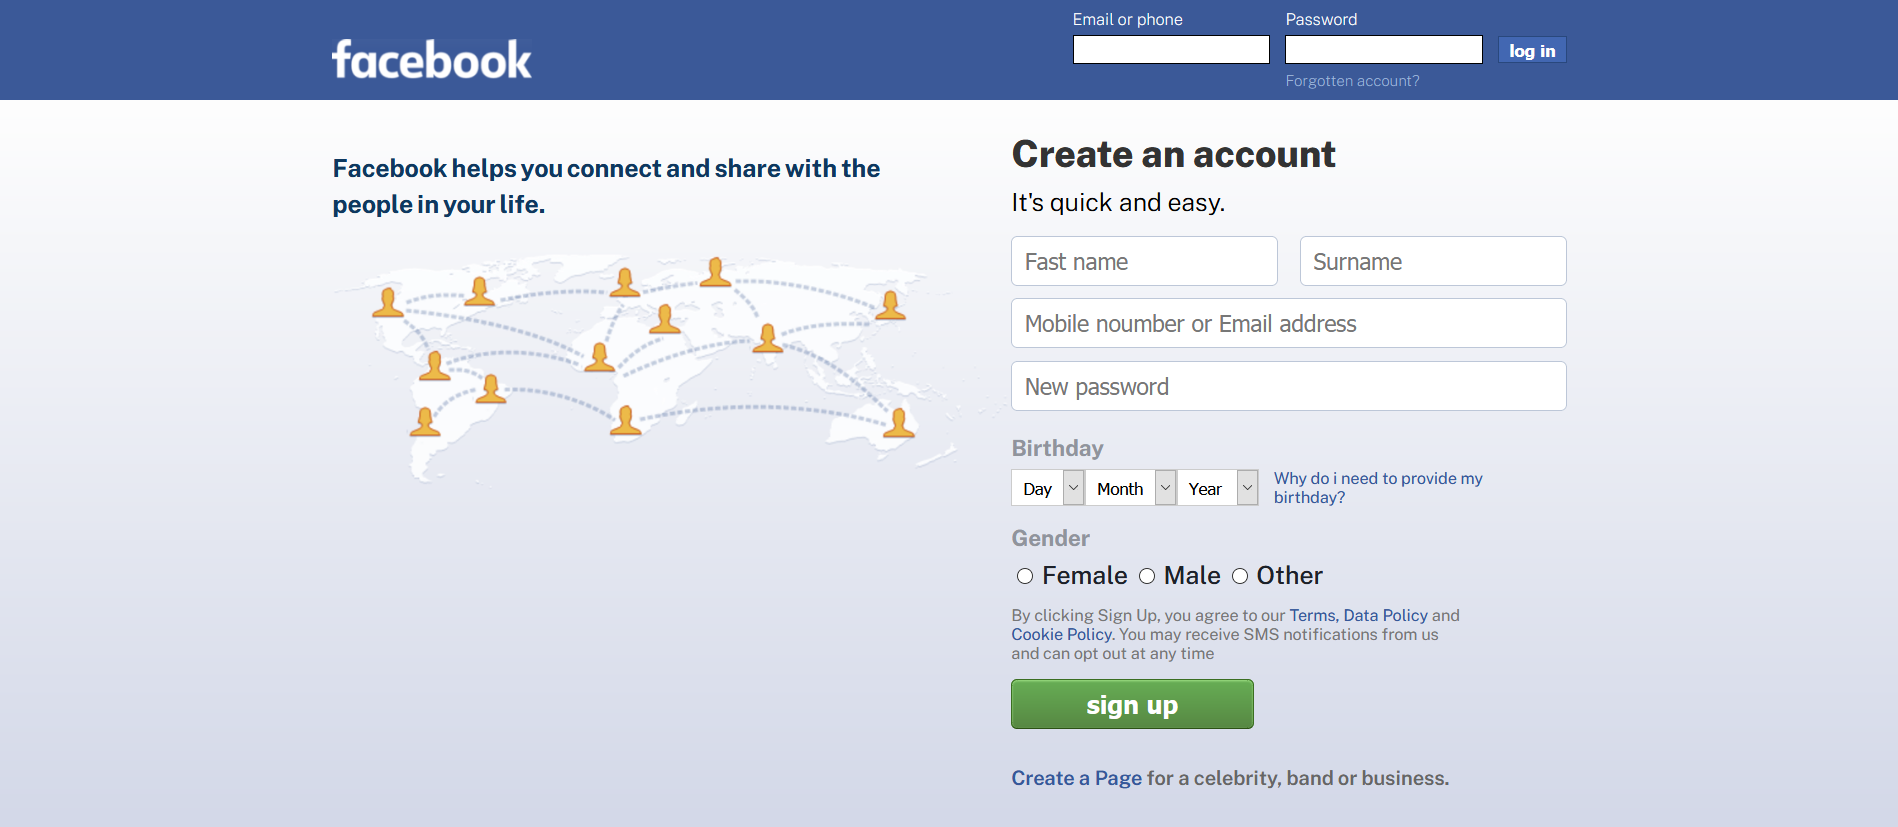 Email or phone
Password
facebook
log in
Forgotten account?
Facebook helps you connect and share with the
people in your life.
Create an account
It's quick and easy.
Fast name
Surname
Mobile noumber or Email address
New password
Birthday
Day
Month
Year
Why do i need to provide my
birthday?
Gender
Female
Male
Other
By clicking Sign Up, you agree to our Terms, Data Policy and
Cookie Policy. You may receive SMS notifications from us
and can opt out at any time
sign up
Create a Page for a celebrity, band or business.